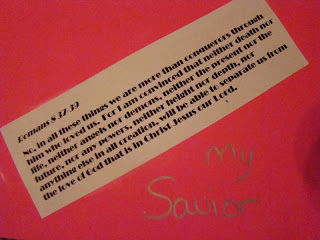 Romans 8 37-39
No, in all these things we are more than conquerors through
him who loved us. For I am convinced that neither death nor
life, neither angels nor demons, neither the present nor the
future, nor any powers, neither height nor depth, nor
anything else in all creation, will be able to separate us from
the love of God that is in Christ Jesus our Lord.
my
Savior